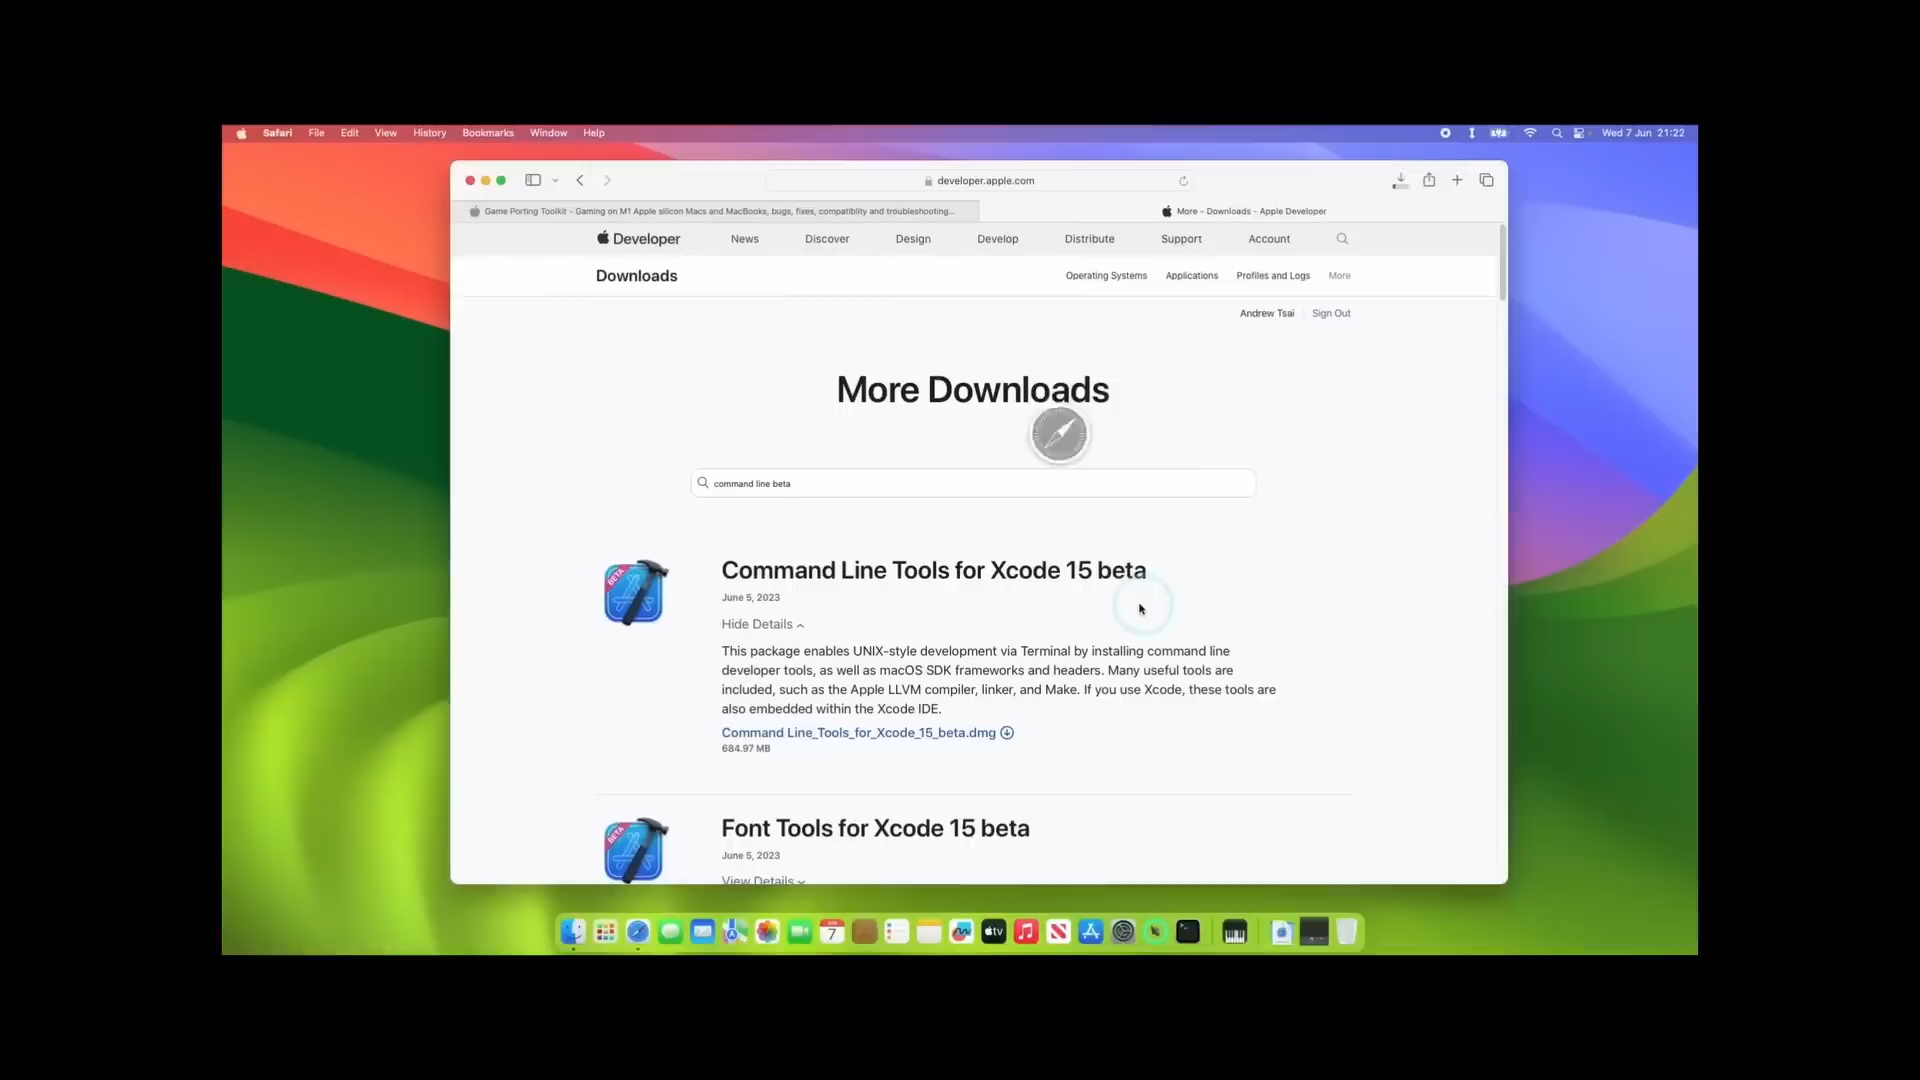 Safari File Edit View History Bookmarks Window Help
Wed 7 Jun 21:22
developer.apple.com
Game Porting Toolkit - Gaming on M1 Apple silicon Macs and MacBooks, bugs, fixes, compatiblity and troubleshooting...
More - Downloads - Apple Developer
Developer News Discover Design Develop Distribute Support Account
Downloads Operating Systems Applications Profiles and Logs More
Andrew Tsai Sign Out
More Downloads
command line beta
Command Line Tools for Xcode 15 beta
BETA
June 5, 2023
Hide Details
This package enables UNIX-style development via Terminal by installing command line
developer tools, as well as macOS SDK frameworks and headers. Many useful tools are
included, such as the Apple LLVM compiler, linker, and Make. If you use Xcode, these tools are
also embedded within the Xcode IDE.
Command Line_Tools_for_Xcode_15_beta.dmg
684.97 MB
Font Tools for Xcode 15 beta
BETA
June 5, 2023
View Details
JUN
7
tv